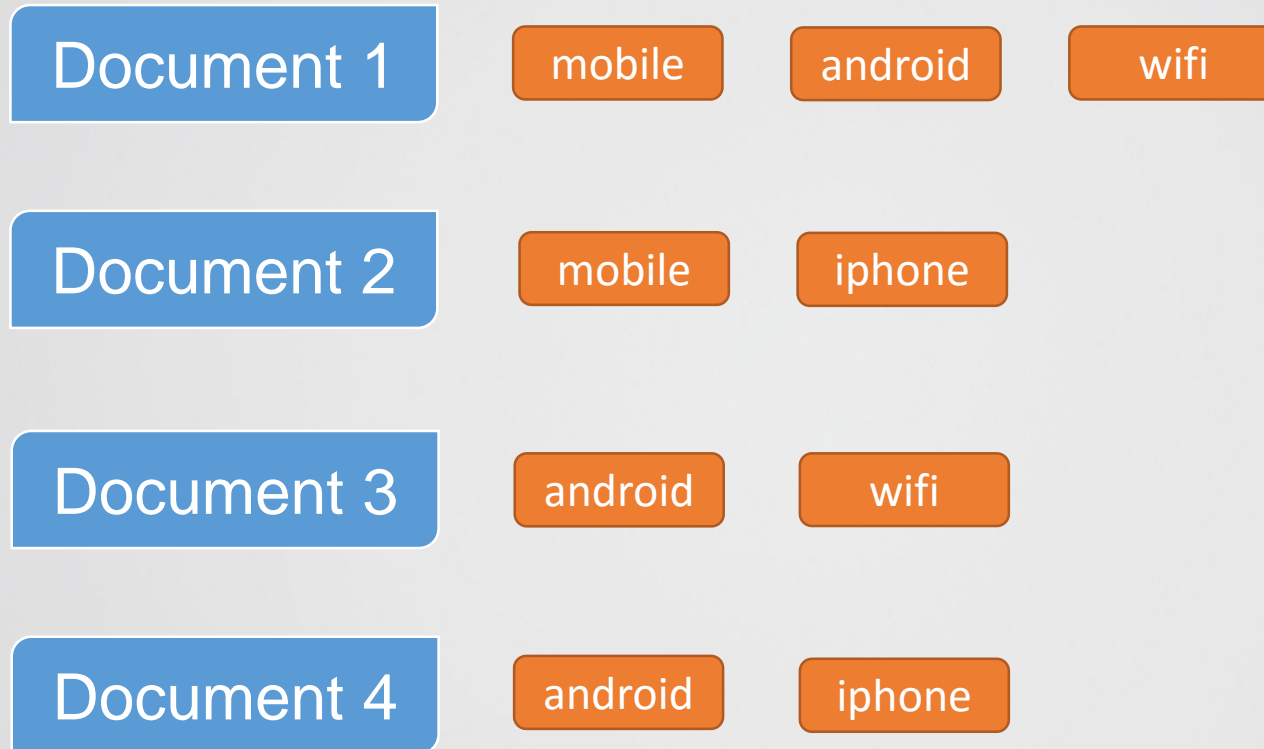 Document 1 mobile android wifi
Document 2 mobile iphone
Document 3 android wifi
Document 4 android iphone